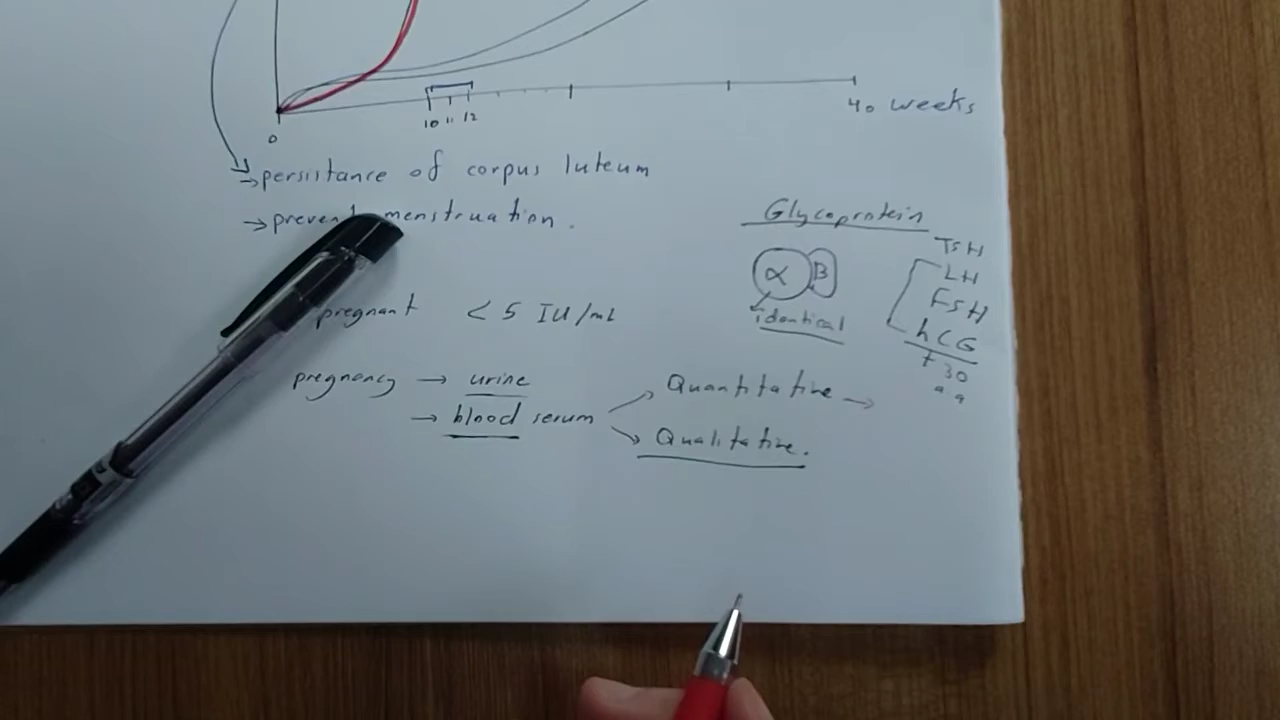 0
10 11 12
40 weeks
→ persistance of corpus luteum
→ prevent menstruation.
pregnant < 5 IU/mL
pregnancy → urine
→ blood serum
→ Quantitative →
→ Qualitative.
Glycoprotein
α β
identical
TSH
LH
FSH
hCG
+ 30
a a